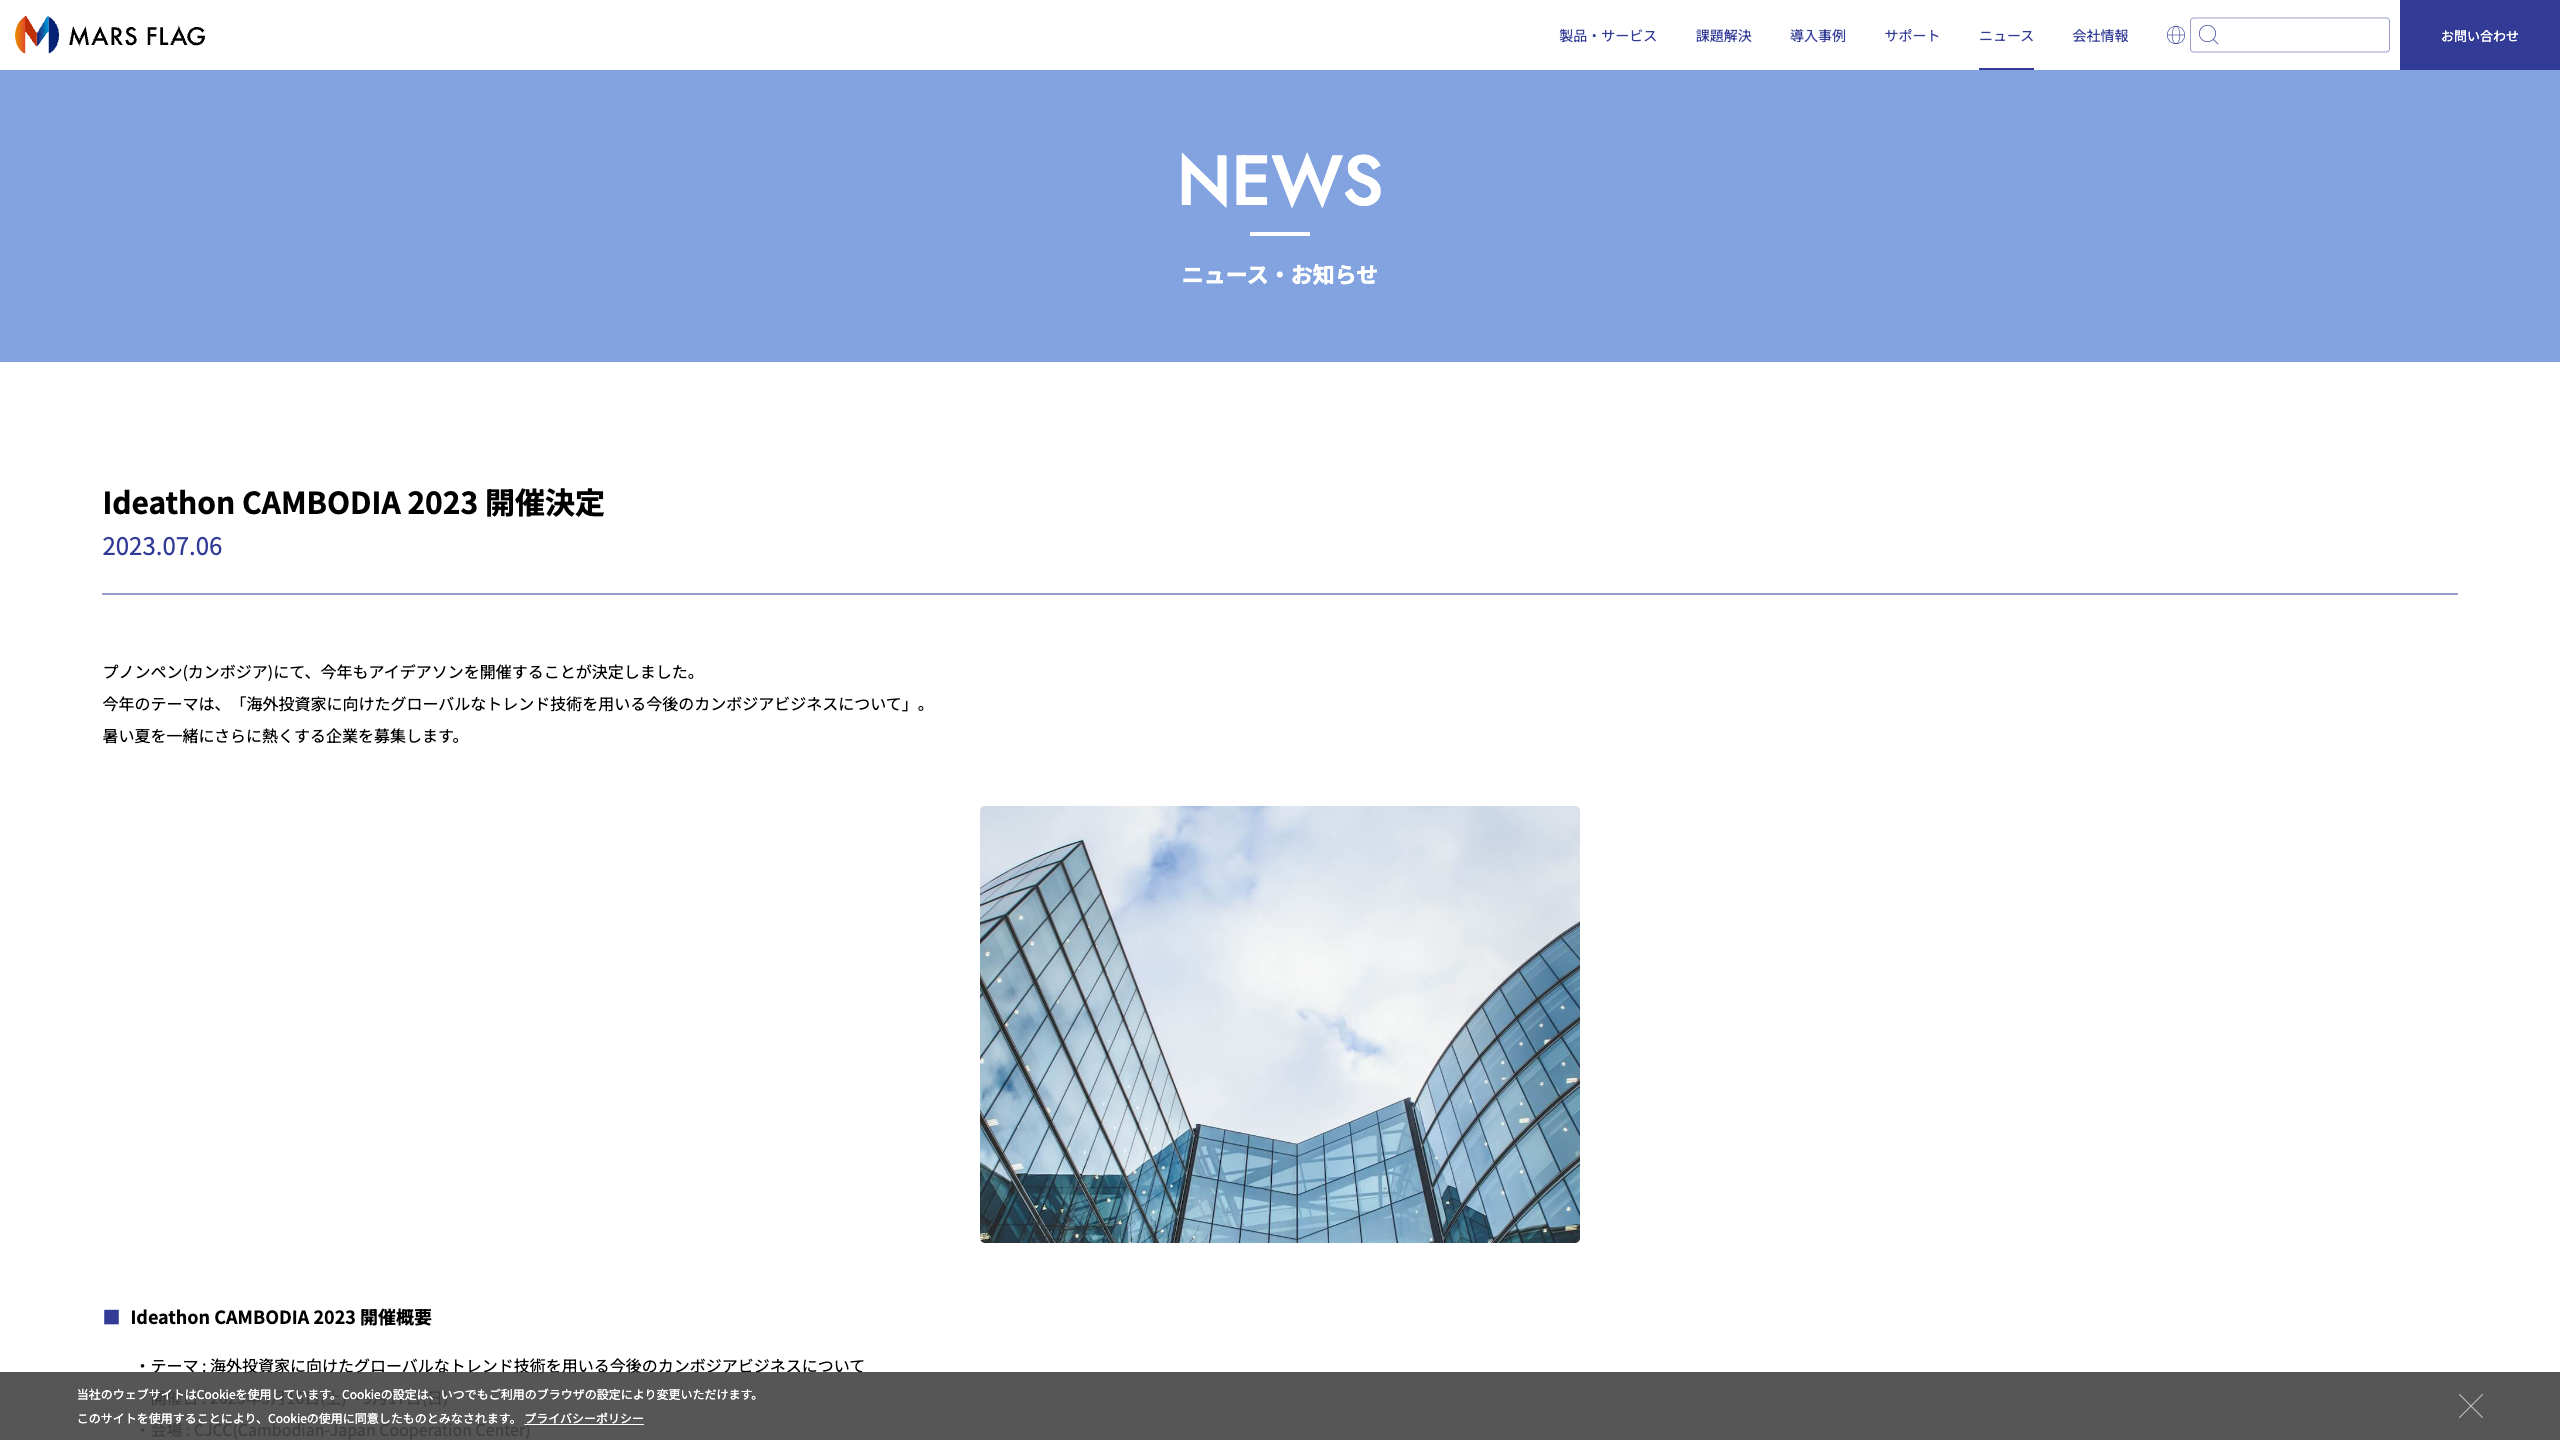 MARS FLAG
製品・サービス
課題解決
導入事例
サポート
ニュース
会社情報
お問い合わせ
NEWS
ニュース・お知らせ
Ideathon CAMBODIA 2023 開催決定
2023.07.06
プノンペン(カンボジア)にて、今年もアイデアソンを開催することが決定しました。
今年のテーマは、「海外投資家に向けたグローバルなトレンド技術を用いる今後のカンボジアビジネスについて」。
暑い夏を一緒にさらに熱くする企業を募集します。
■ Ideathon CAMBODIA 2023 開催概要
・テーマ : 海外投資家に向けたグローバルなトレンド技術を用いる今後のカンボジアビジネスについて
当社のウェブサイトはCookieを使用しています。Cookieの設定は、いつでもご利用のブラウザの設定により変更いただけます。
このサイトを使用することにより、Cookieの使用に同意したものとみなされます。 プライバシーポリシー
・会場 : CJCC(Cambodian-Japan Cooperation Center)